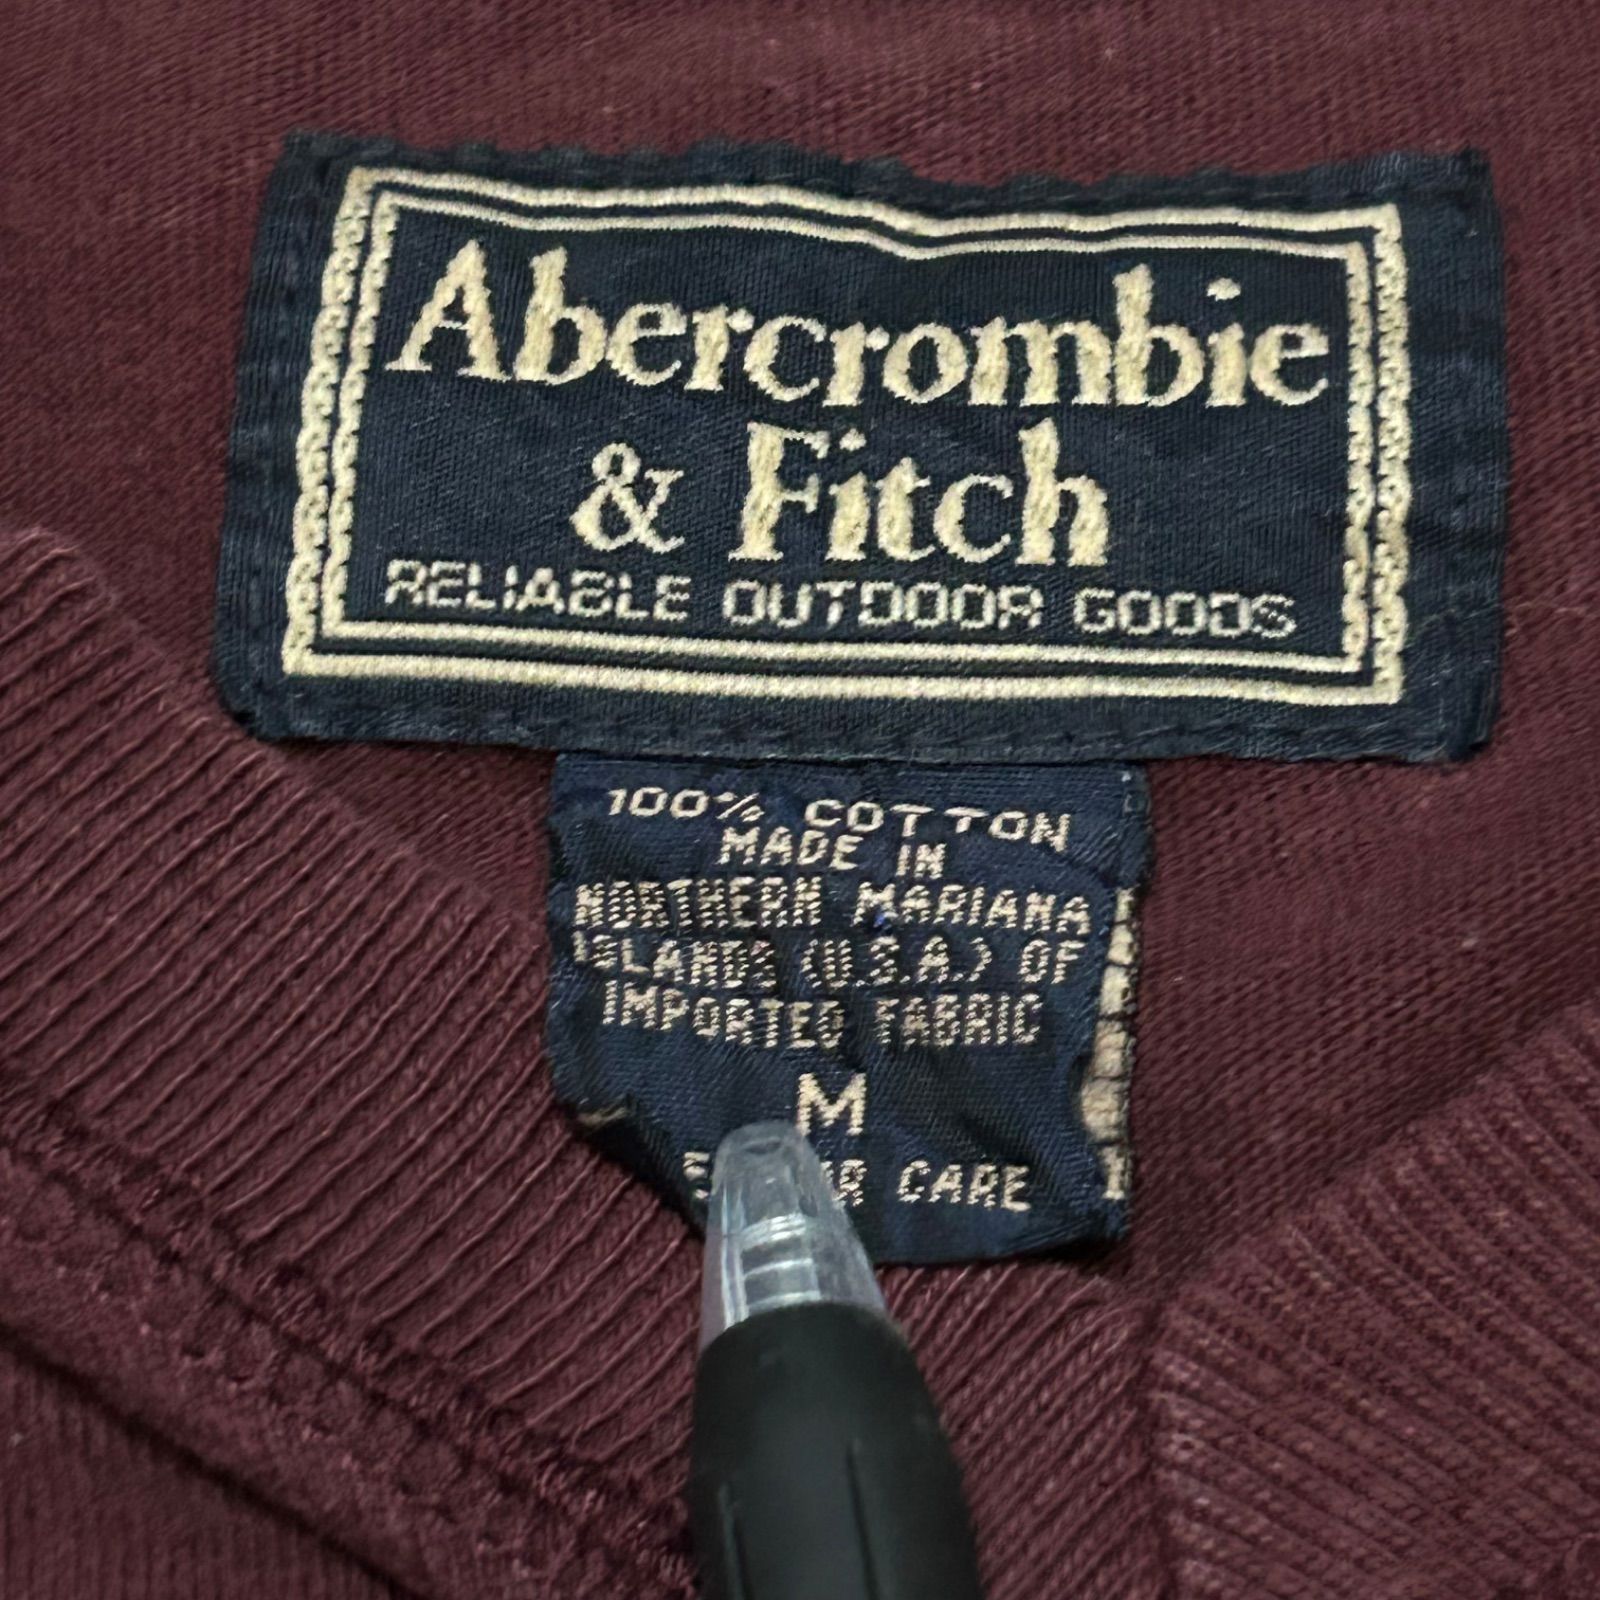 Abercrombie
& Fitch
RELIABLE OUTDOOR GOODS
100% COTTON
MADE IN
NORTHERN MARIANA
ISLANDS (U.S.A.) OF
IMPORTED FABRIC
M
CARE